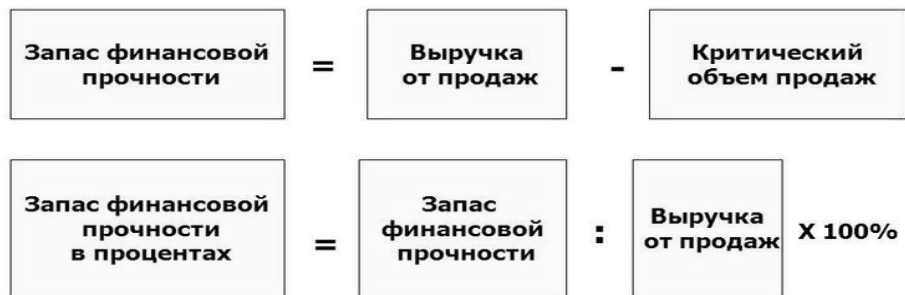 Запас финансовой
прочности
=
Выручка
от продаж
-
Критический
объем продаж
Запас финансовой
прочности
в процентах
=
Запас
финансовой
прочности
:
Выручка
от продаж
X 100%